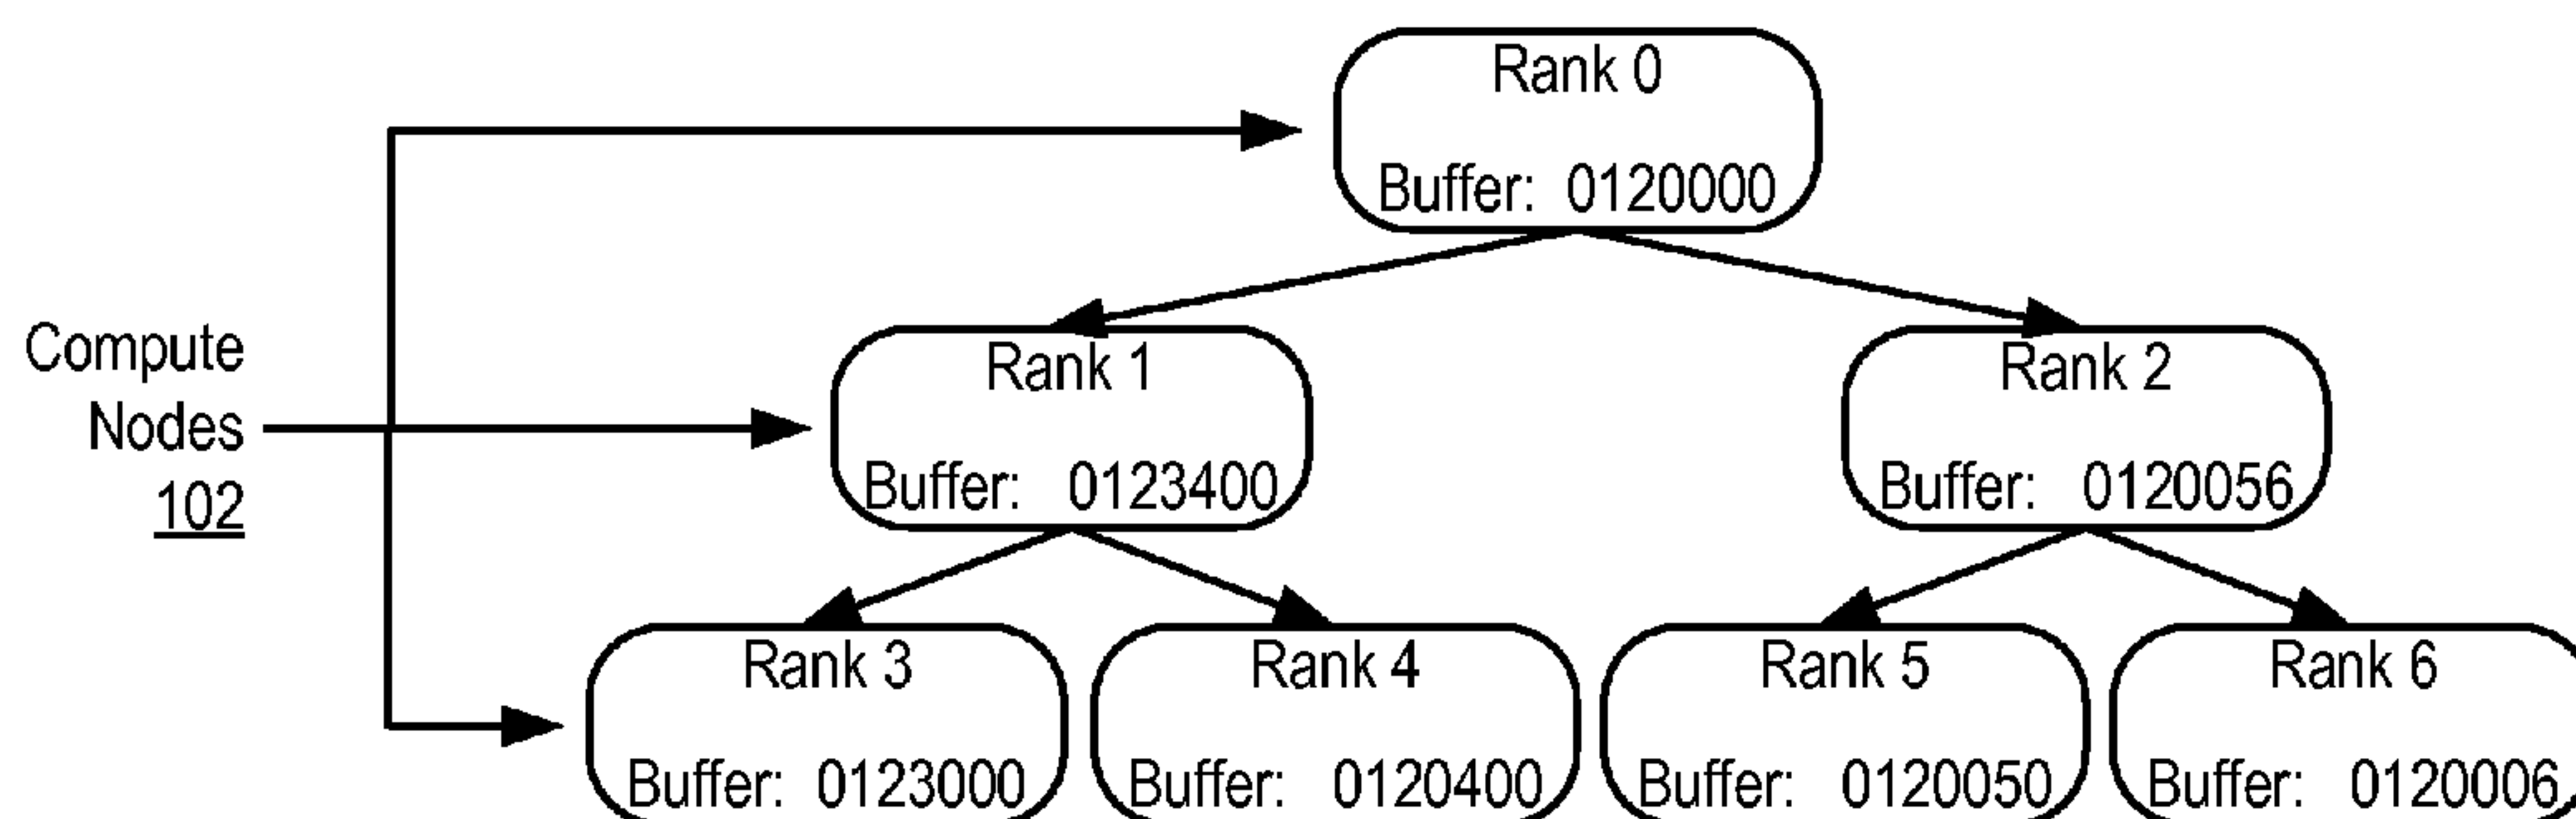 Rank 0
Buffer: 0120000
Compute
Nodes
102
Rank 1
Buffer: 0123400
Rank 2
Buffer: 0120056
Rank 3
Buffer: 0123000
Rank 4
Buffer: 0120400
Rank 5
Buffer: 0120050
Rank 6
Buffer: 0120006